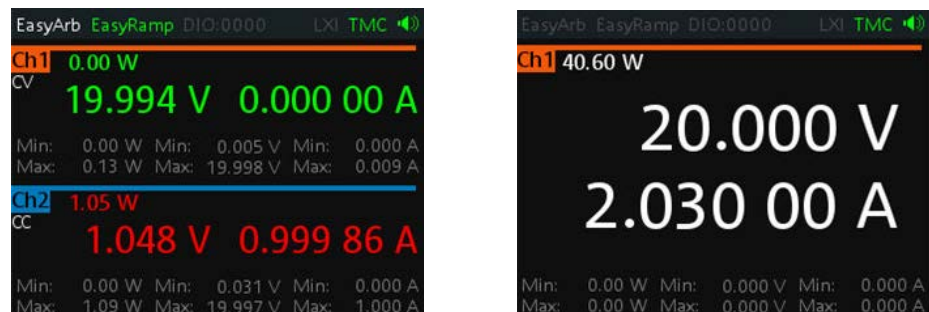 EasyArb EasyRamp DIO:0000 LXI TMC
Ch1 0.00 W
CV
19.994 V 0.000 00 A
Min: 0.00 W Min: 0.005 V Min: 0.000 A
Max: 0.13 W Max: 19.998 V Max: 0.009 A
Ch2 1.05 W
CC
1.048 V 0.999 86 A
Min: 0.00 W Min: 0.031 V Min: 0.000 A
Max: 1.09 W Max: 19.997 V Max: 1.000 A
EasyArb EasyRamp DIO:0000 LXI TMC
Ch1 40.60 W
20.000 V
2.030 00 A
Min: 0.00 W Min: 0.000 V Min: 0.000 A
Max: 0.00 W Max: 0.000 V Max: 0.000 A